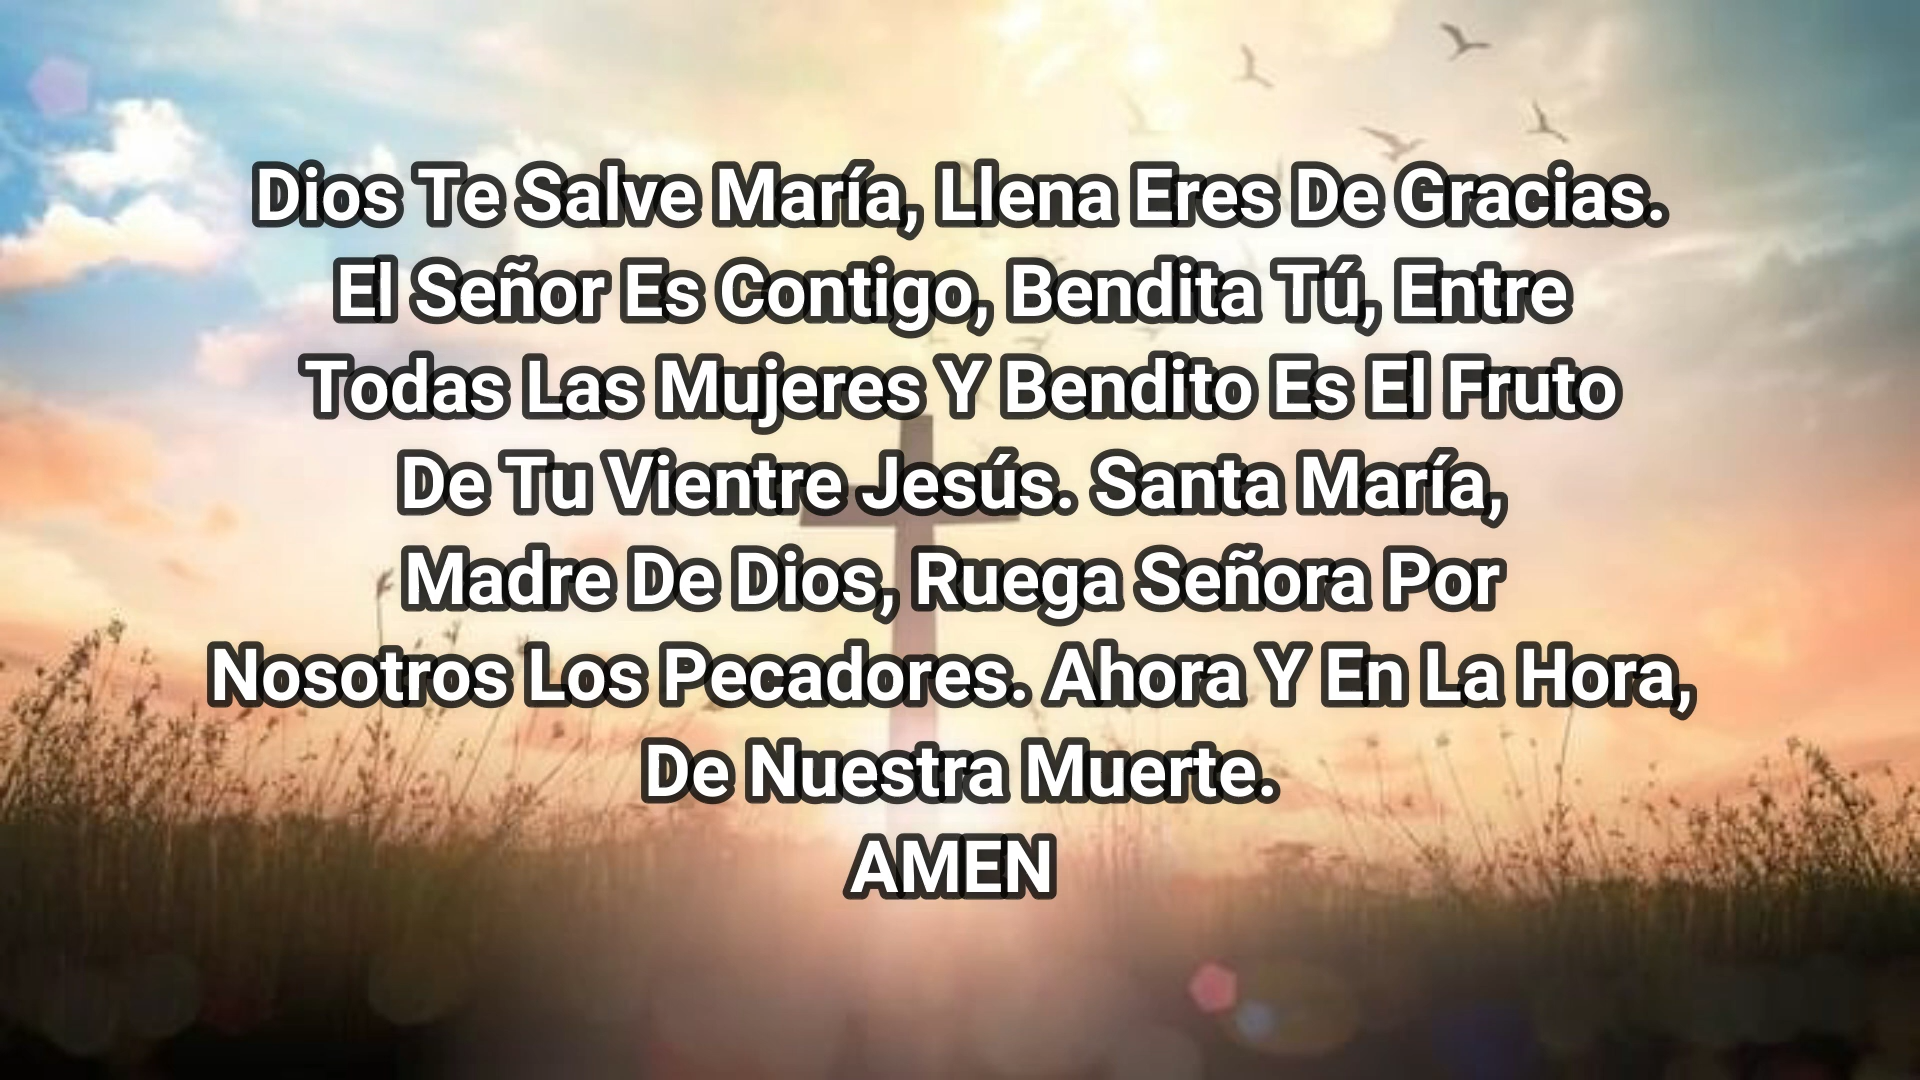 Dios Te Salve María, Llena Eres De Gracias.
El Señor Es Contigo, Bendita Tú, Entre
Todas Las Mujeres Y Bendito Es El Fruto
De Tu Vientre Jesús. Santa María,
Madre De Dios, Ruega Señora Por
Nosotros Los Pecadores. Ahora Y En La Hora,
De Nuestra Muerte.
AMEN